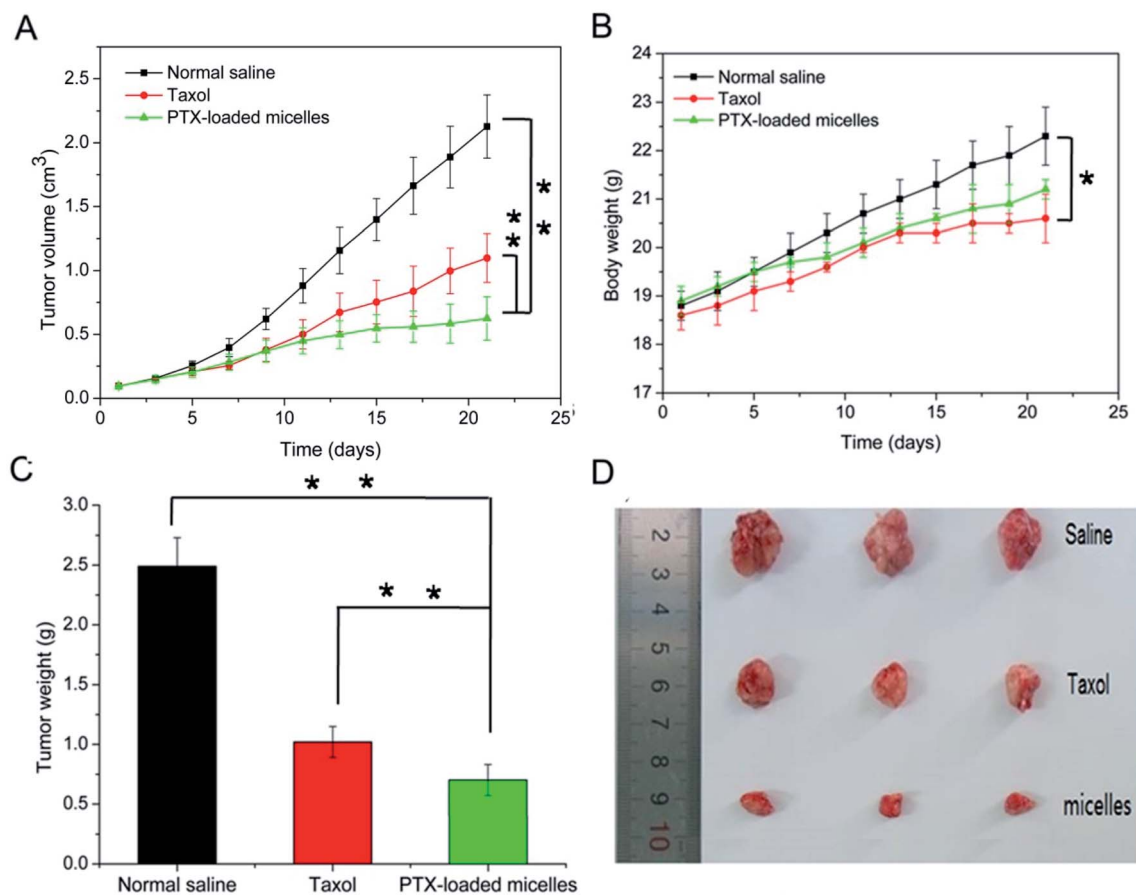 A
Normal saline
Taxol
PTX-loaded micelles
2.5
2.0
1.5
1.0
0.5
0.0
Tumor volume (cm3)
0 5 10 15 20 25
Time (days)
* *
* *
B
Normal saline
Taxol
PTX-loaded micelles
24
23
22
21
20
19
18
17
Body weight (g)
0 5 10 15 20 25
Time (days)
*
C
* *
* *
3.0
2.5
2.0
1.5
1.0
0.5
0.0
Tumor weight (g)
Normal saline Taxol PTX-loaded micelles
D
2
3
4
5
6
7
8
9
10
Saline
Taxol
micelles